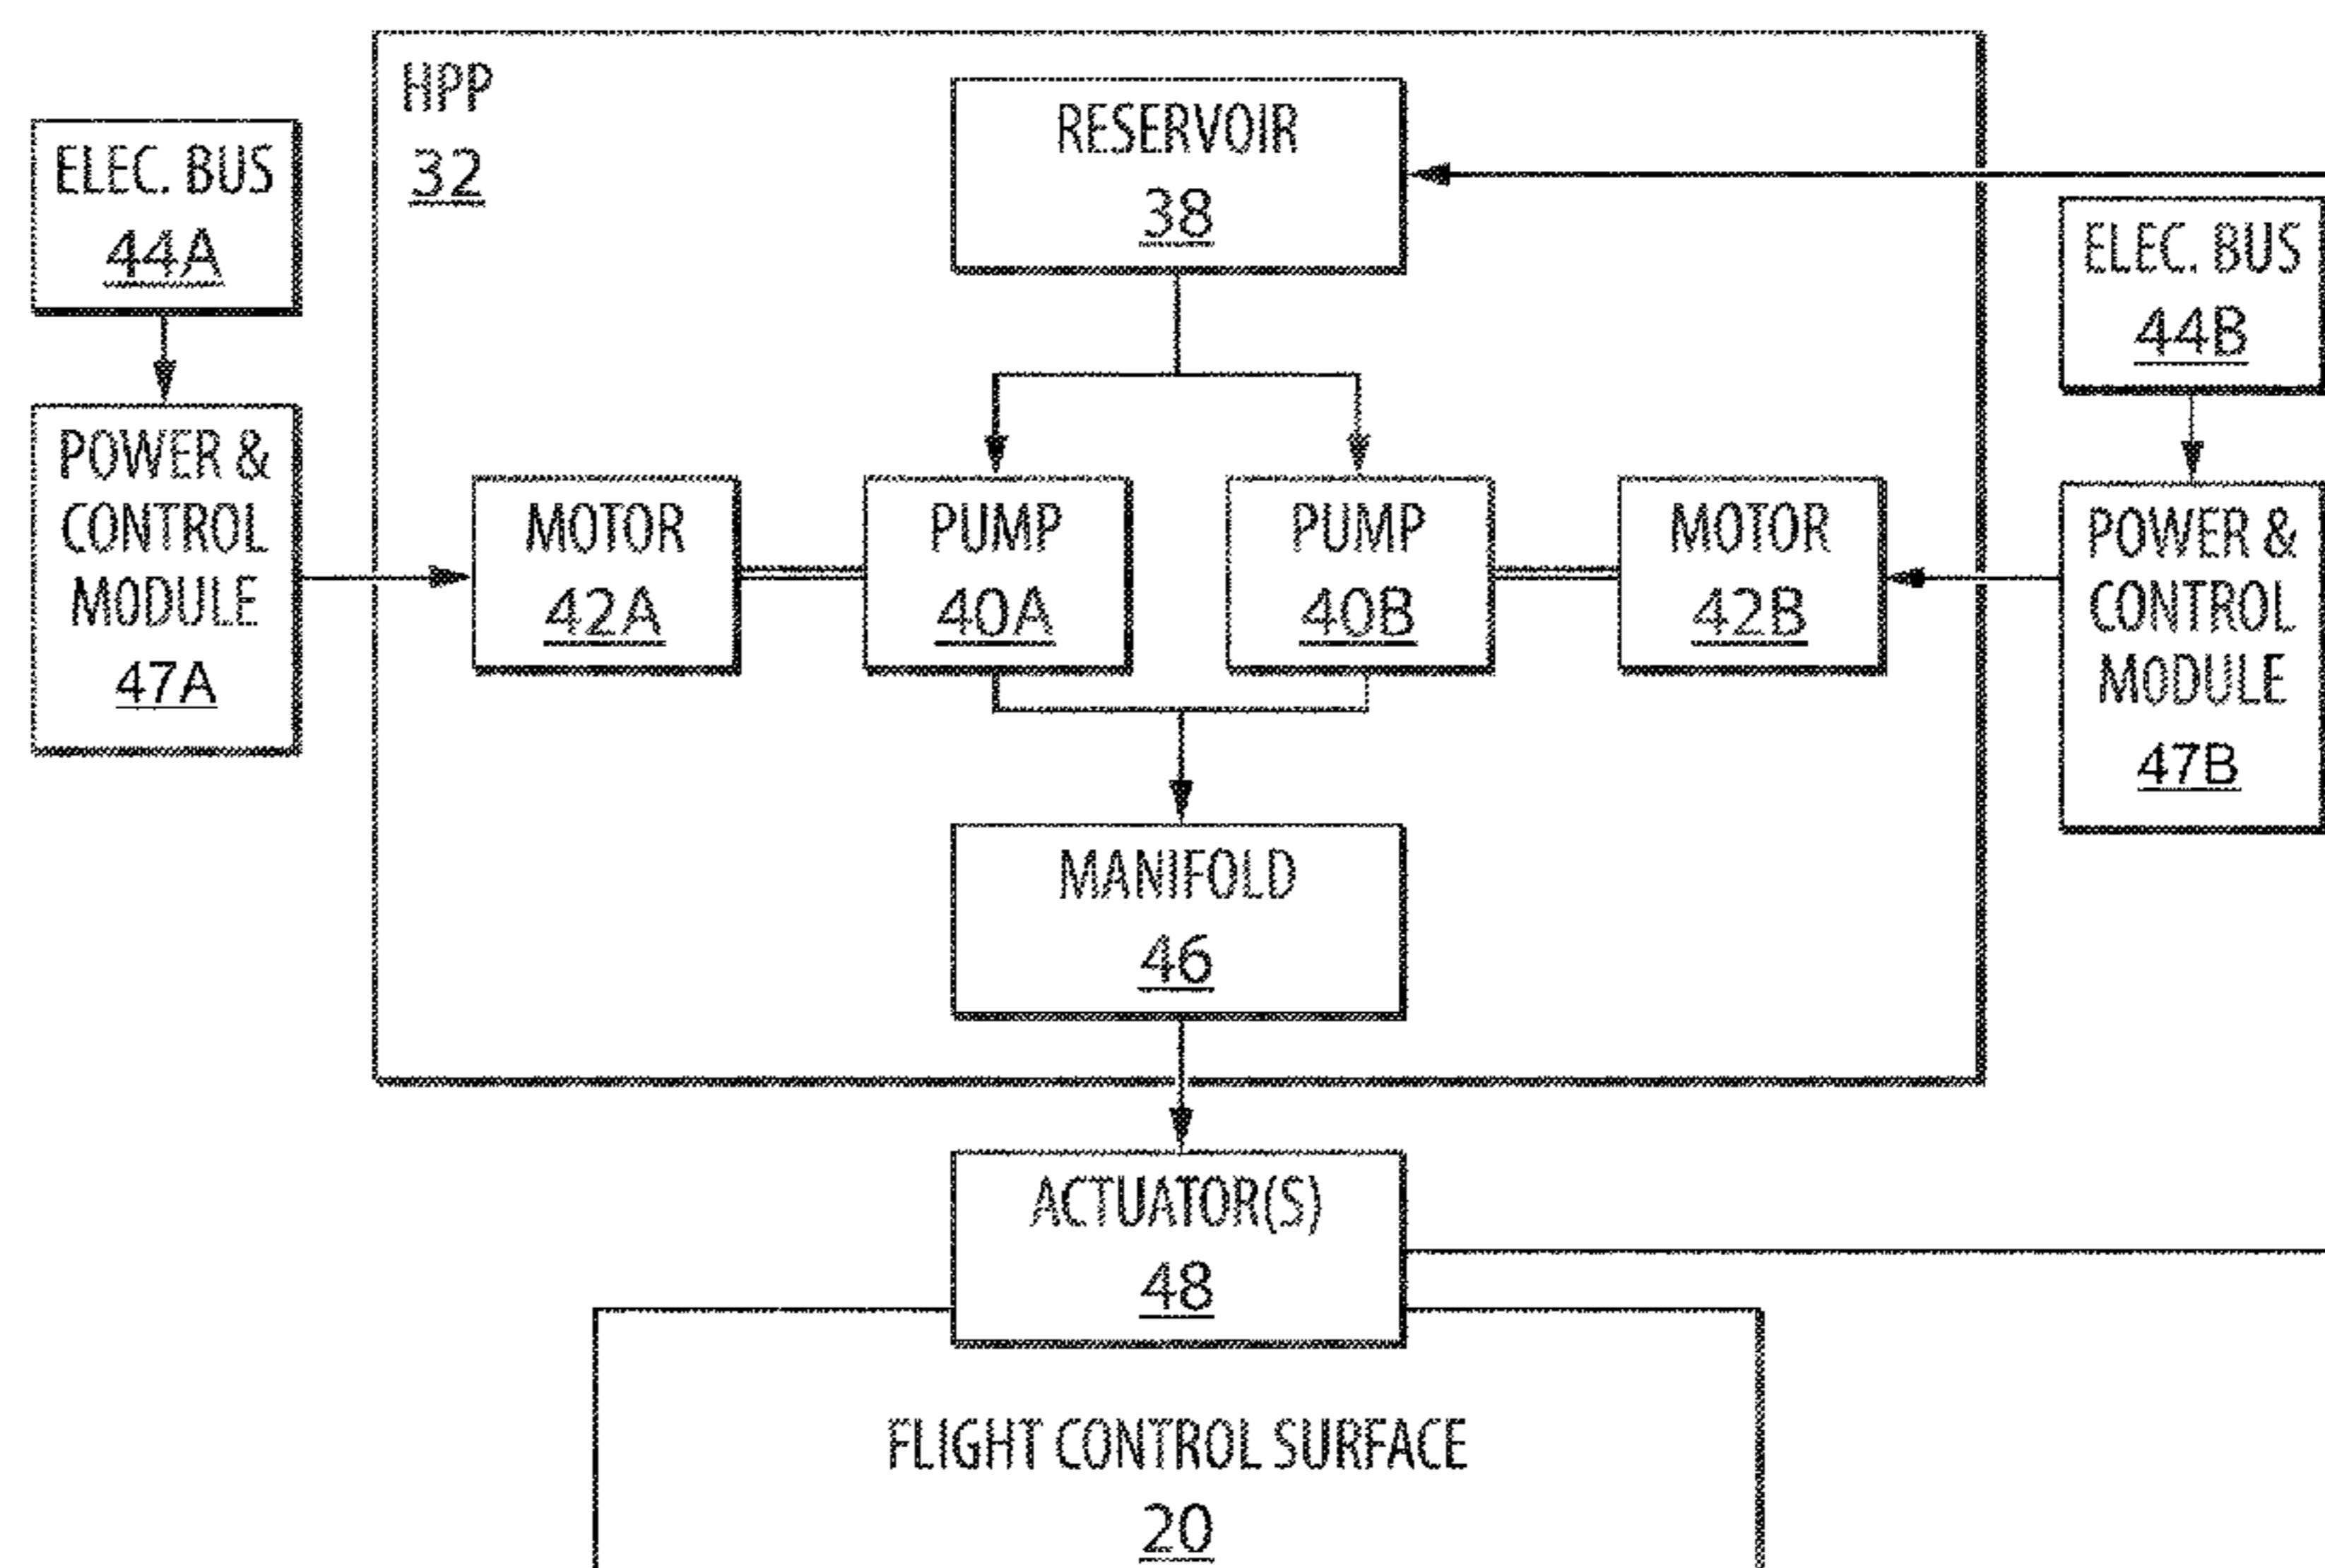 HPP
32
RESERVOIR
38
ELEC. BUS
44A
ELEC. BUS
44B
POWER &
CONTROL
MODULE
47A
MOTOR
42A
PUMP
40A
PUMP
40B
MOTOR
42B
POWER &
CONTROL
MODULE
47B
MANIFOLD
46
ACTUATOR(S)
48
FLIGHT CONTROL SURFACE
20